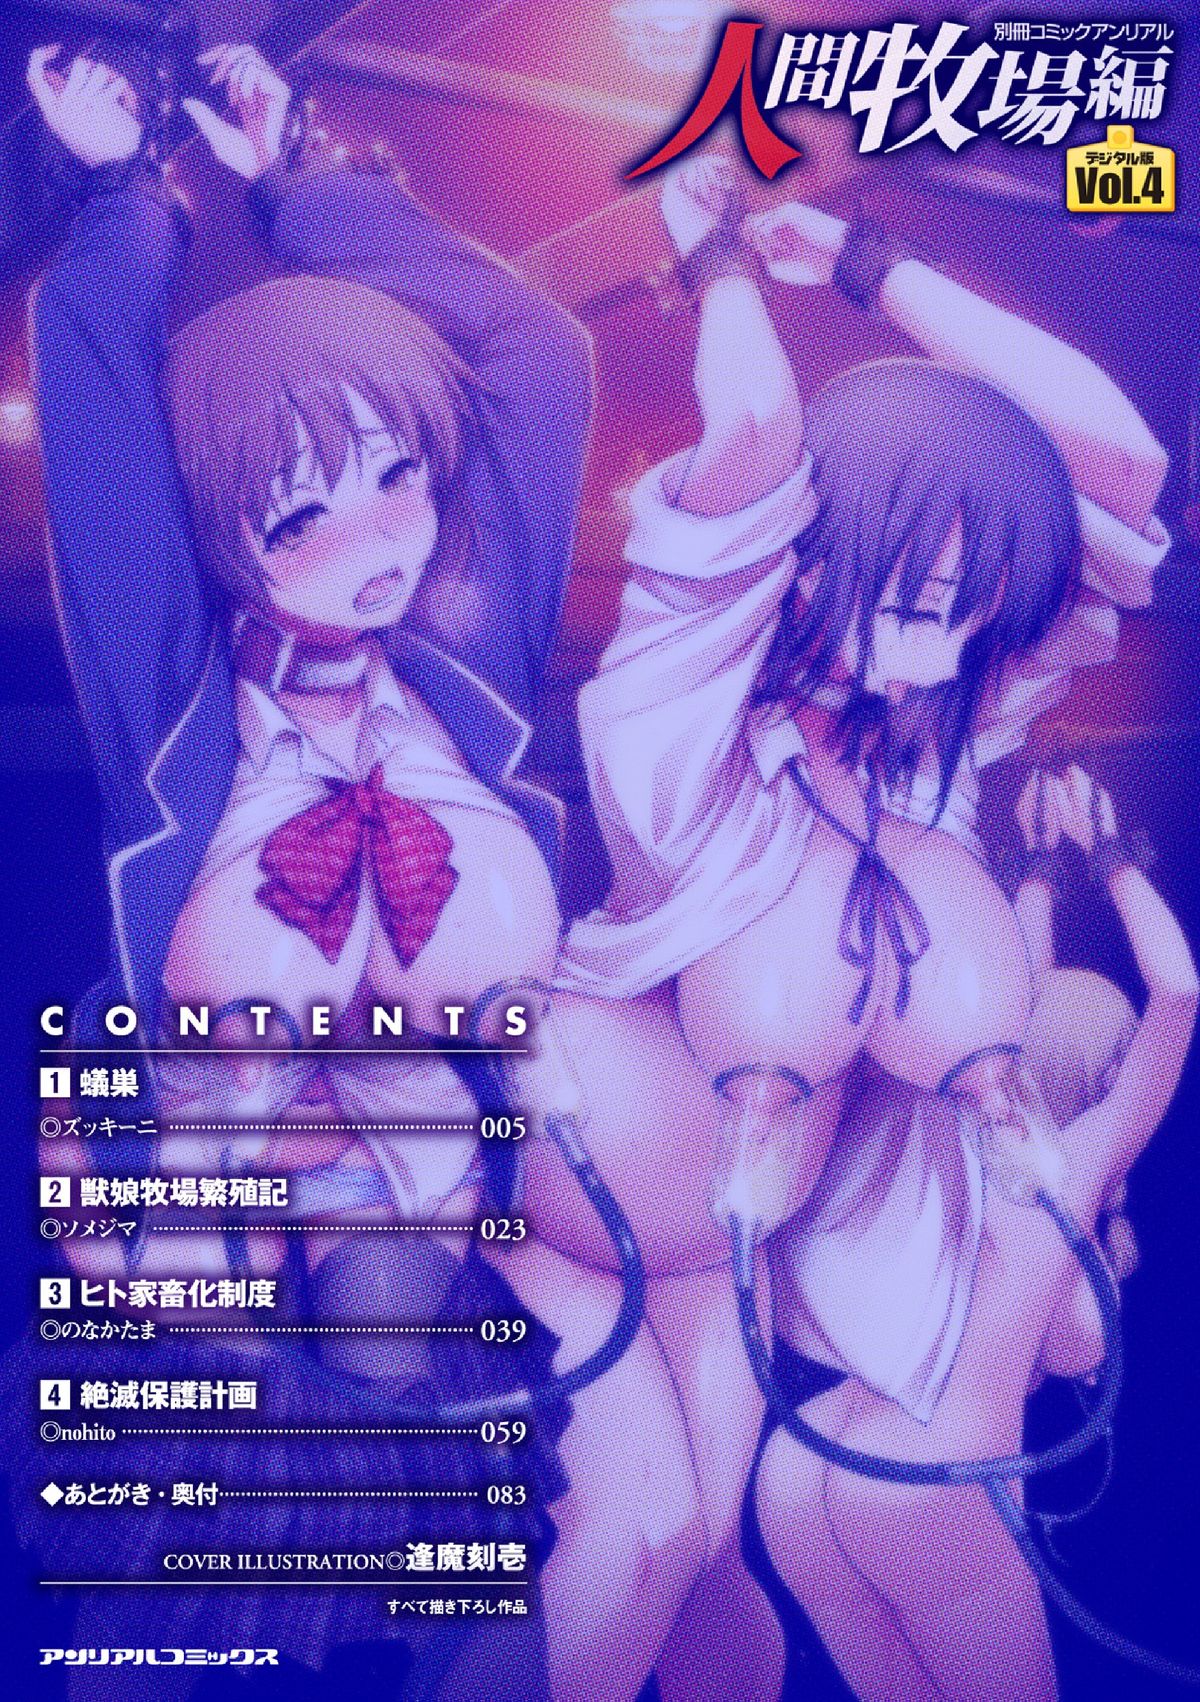 別冊コミックアンリアル
人間牧場編
デジタル版
Vol.4
CONTENTS
1 蟻巣
◎ズッキーニ 005
2 獣娘牧場繁殖記
◎ソメジマ 023
3 ヒト家畜化制度
◎のなかたま 039
4 絶滅保護計画
◎nohito 059
◆あとがき・奥付 083
COVER ILLUSTRATION◎逢魔刻壱
すべて描き下ろし作品
アンリアルコミックス